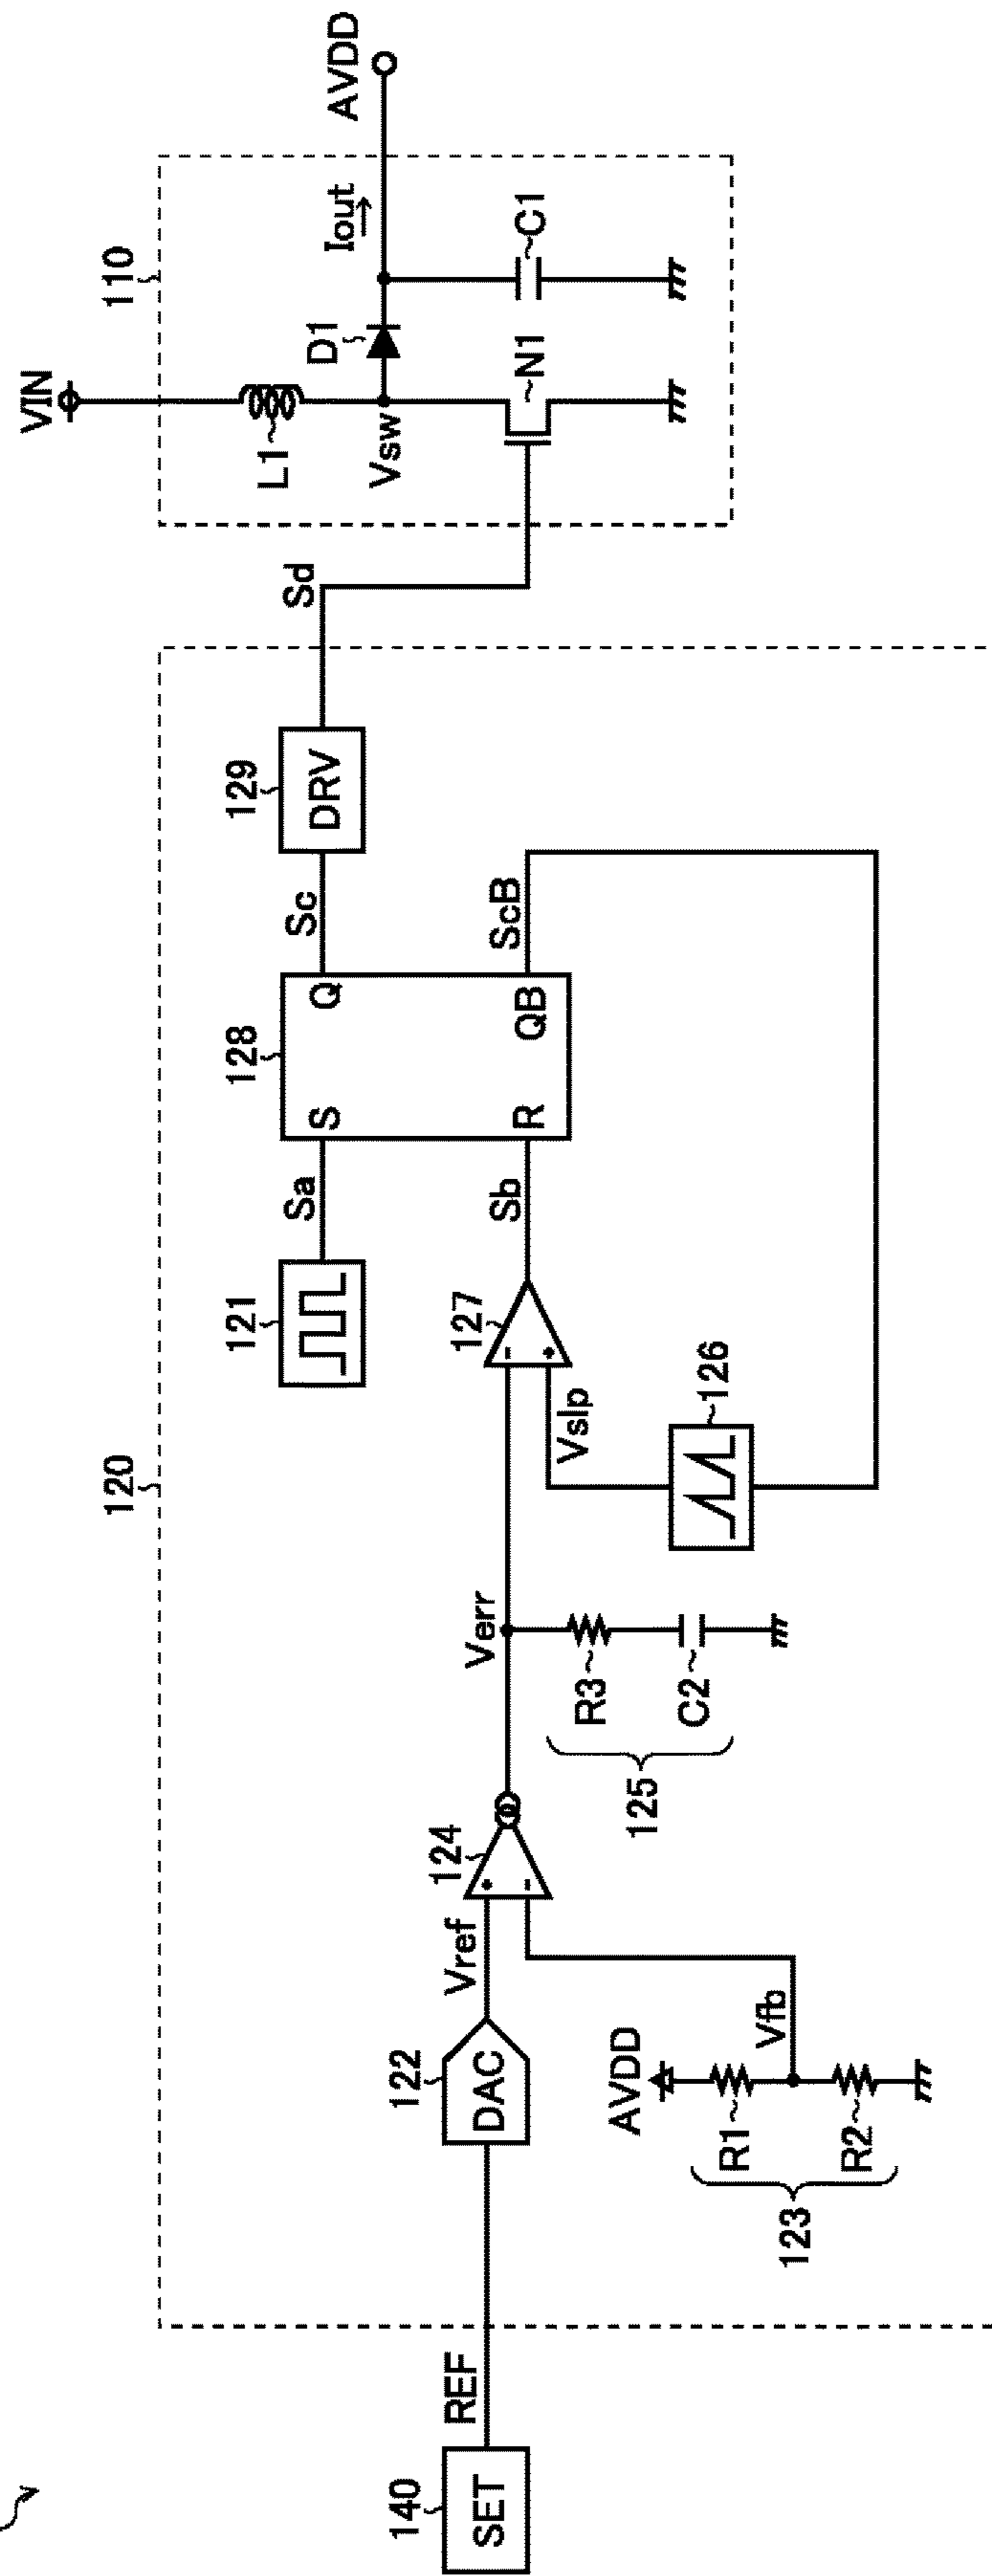 140
SET
REF
120
122
DAC
Vref
124
Verr
AVDD
R1
R2
123
Vfb
R3
C2
125
121
Sa
127
Sb
Vslp
126
128
S
Q
R
QB
Sc
ScB
129
DRV
Sd
110
VIN
L1
Vsw
D1
Iout
N1
C1
AVDD